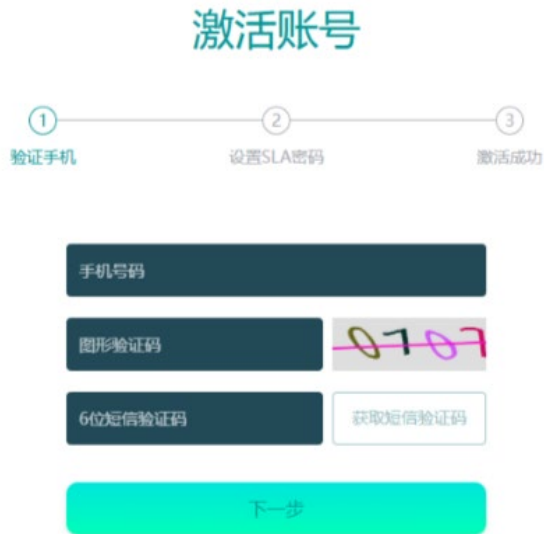 激活账号
1 2 3
验证手机 设置SLA密码 激活成功
手机号码
图形验证码 0707
6位短信验证码 获取短信验证码
下一步